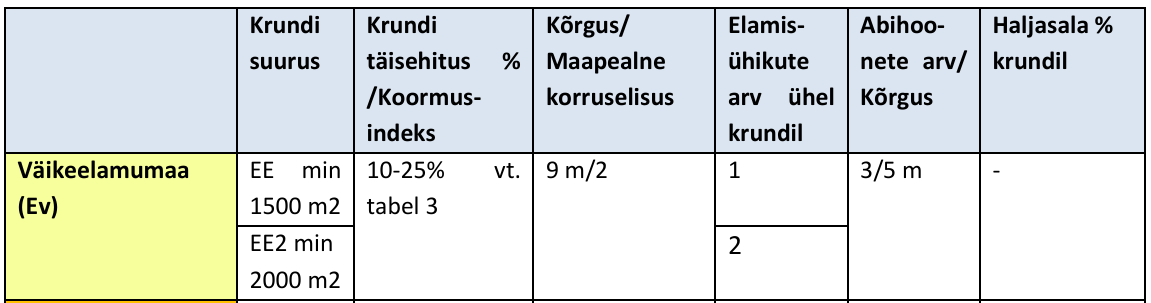 Krundi
suurus
Krundi
täisehitus %
/Koormus-
indeks
Kõrgus/
Maapealne
korruselisus
Elamis-
ühikute
arv ühel
krundil
Abihoo-
nete arv/
Kõrgus
Haljasala %
krundil
Väikeelamumaa
(Ev)
EE min
1500 m2
EE2 min
2000 m2
10-25% vt.
tabel 3
9 m/2
1
2
3/5 m
-